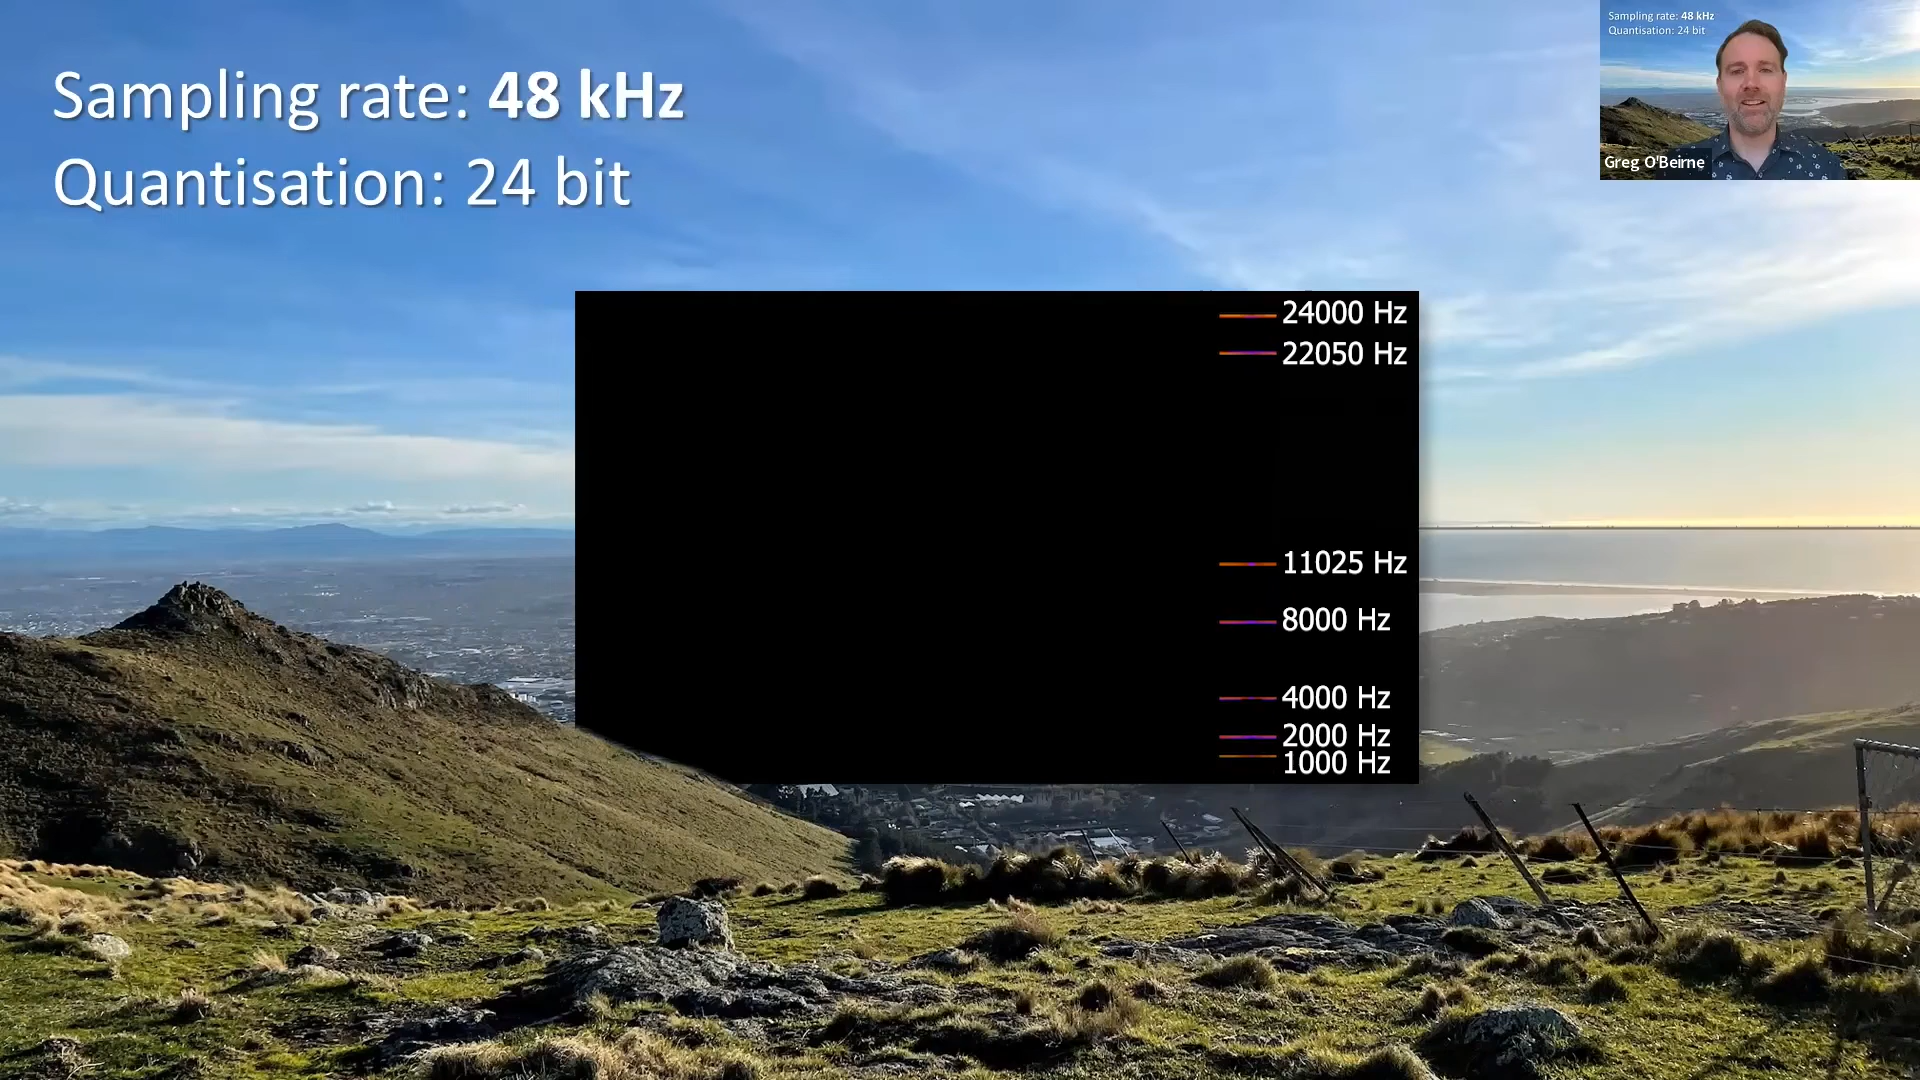 Sampling rate: 48 kHz
Quantisation: 24 bit
Sampling rate: 48 kHz
Quantisation: 24 bit
Greg O'Beirne
24000 Hz
22050 Hz
11025 Hz
8000 Hz
4000 Hz
2000 Hz
1000 Hz